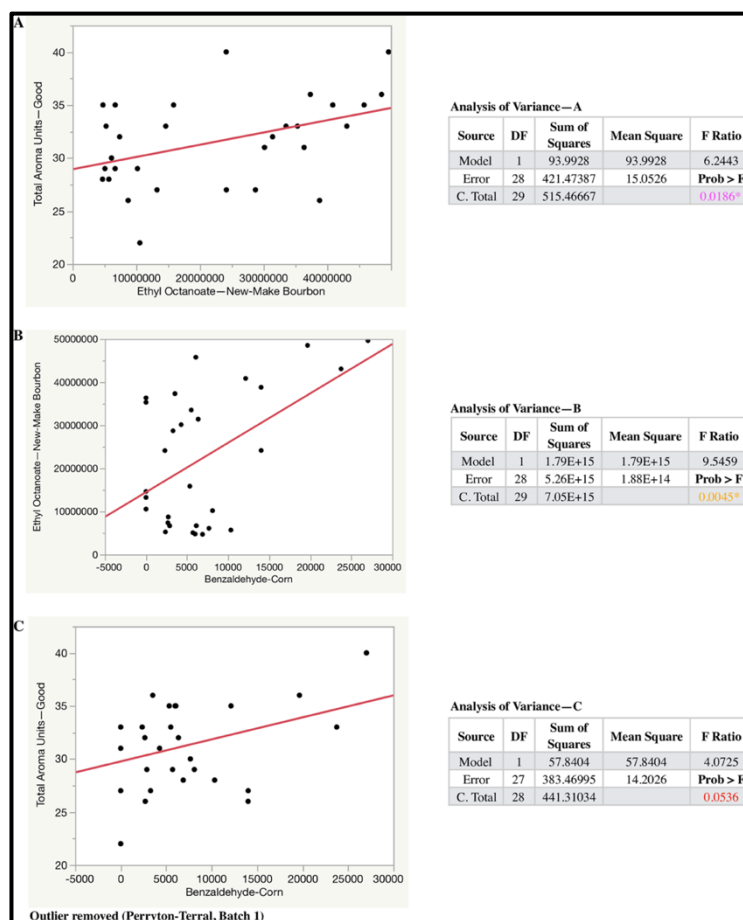 A
Total Aroma Units—Good
40
35
30
25
20
0 10000000 20000000 30000000 40000000
Ethyl Octanoate—New-Make Bourbon
Analysis of Variance—A
Source DF Sum of Squares Mean Square F Ratio
Model 1 93.9928 93.9928 6.2443
Error 28 421.47387 15.0526 Prob > F
C. Total 29 515.46667 0.0186*
B
Ethyl Octanoate—New-Make Bourbon
50000000
40000000
30000000
20000000
10000000
0
-5000 0 5000 10000 15000 20000 25000 30000
Benzaldehyde-Corn
Analysis of Variance—B
Source DF Sum of Squares Mean Square F Ratio
Model 1 1.79E+15 1.79E+15 9.5459
Error 28 5.26E+15 1.88E+14 Prob > F
C. Total 29 7.05E+15 0.0045*
C
Total Aroma Units—Good
40
35
30
25
20
-5000 0 5000 10000 15000 20000 25000 30000
Benzaldehyde-Corn
Analysis of Variance—C
Source DF Sum of Squares Mean Square F Ratio
Model 1 57.8404 57.8404 4.0725
Error 27 383.46995 14.2026 Prob > F
C. Total 28 441.31034 0.0536
Outlier removed (Perryton-Terral, Batch 1)